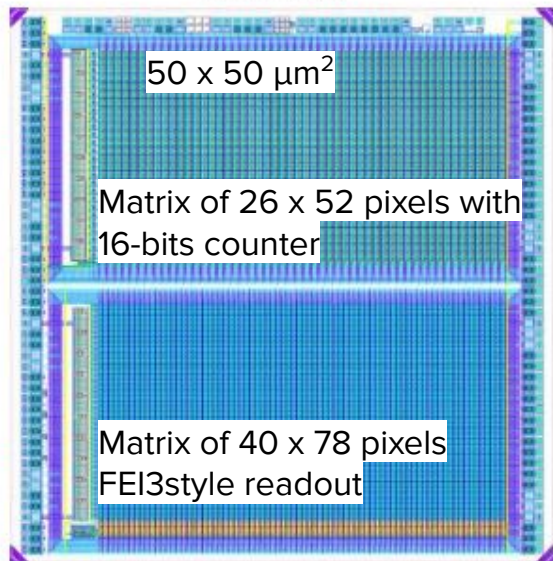 50 x 50 μm²
Matrix of 26 x 52 pixels with
16-bits counter
Matrix of 40 x 78 pixels
FEI3style readout